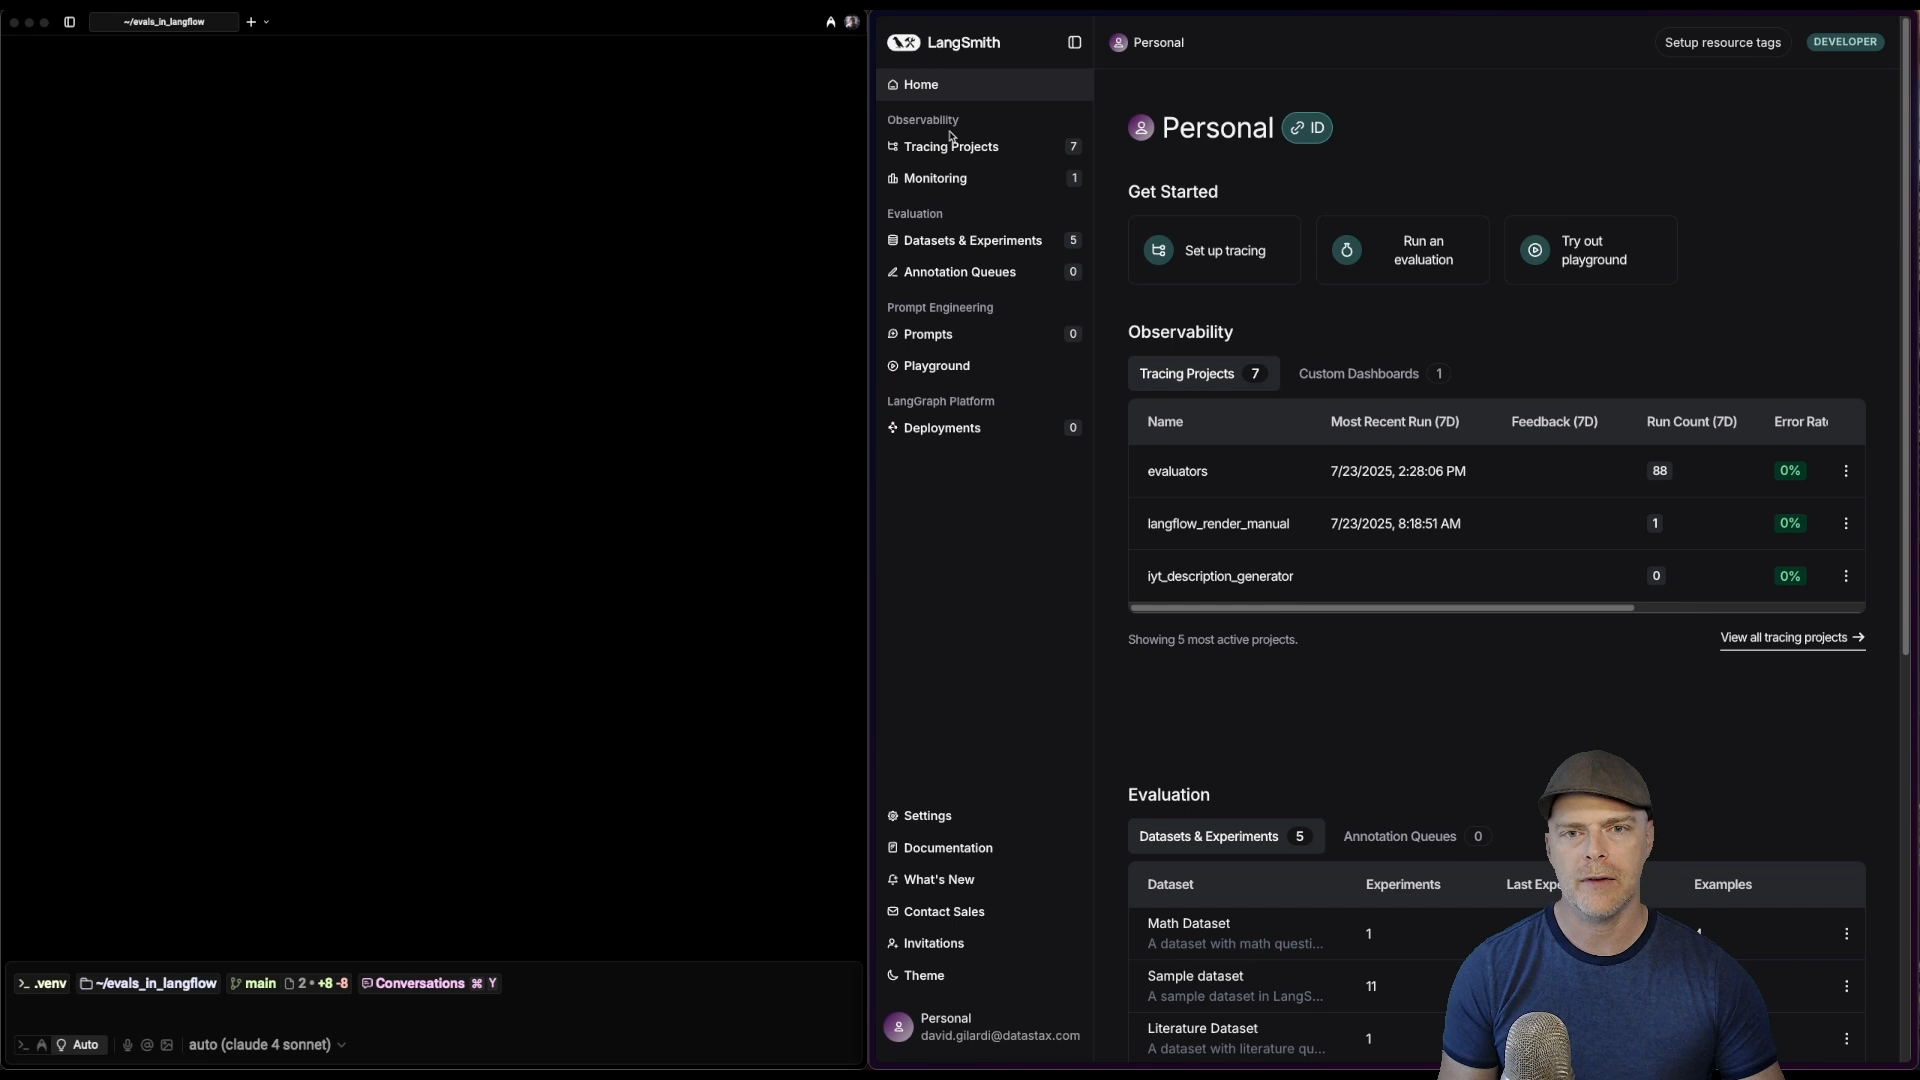 ~/evals_in_langflow
LangSmith
Personal
Setup resource tags
DEVELOPER
Home
Observability
Tracing Projects 7
Monitoring 1
Evaluation
Datasets & Experiments 5
Annotation Queues 0
Prompt Engineering
Prompts 0
Playground
LangGraph Platform
Deployments 0
Settings
Documentation
What's New
Contact Sales
Invitations
Theme
Personal
david.gilardi@datastax.com
Personal ID
Get Started
Set up tracing
Run an
evaluation
Try out
playground
Observability
Tracing Projects 7 Custom Dashboards 1
Name Most Recent Run (7D) Feedback (7D) Run Count (7D) Error Rat
evaluators 7/23/2025, 2:28:06 PM 88 0%
langflow_render_manual 7/23/2025, 8:18:51 AM 1 0%
iyt_description_generator 0 0%
Showing 5 most active projects.
View all tracing projects →
Evaluation
Datasets & Experiments 5 Annotation Queues 0
Dataset Experiments Last Exp Examples
Math Dataset
A dataset with math questi... 1
Sample dataset
A sample dataset in LangS... 11
Literature Dataset
A dataset with literature qu... 1
>_ .venv ~/evals_in_langflow main 2 • +8 -8 Conversations ⌘ Y
Auto auto (claude 4 sonnet)